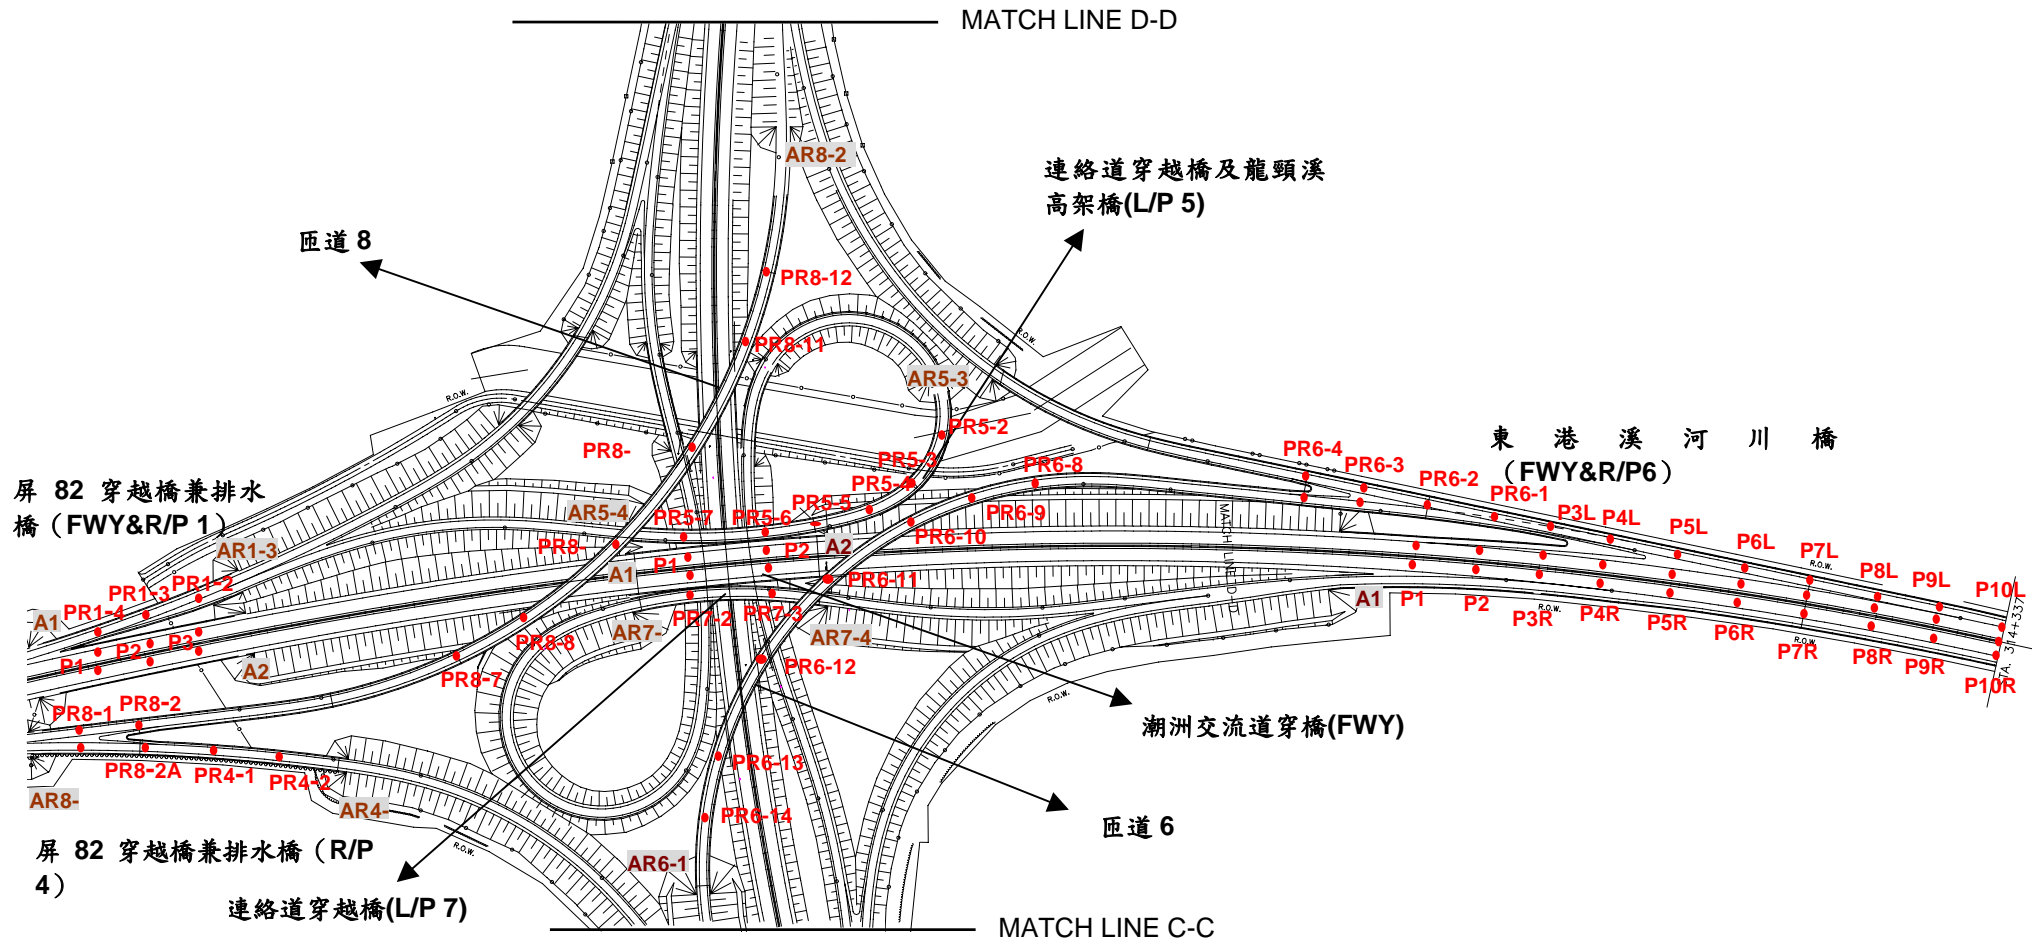 MATCH LINE D-D
AR8-2
連絡道穿越橋及龍頸溪
高架橋(L/P 5)
匝道 8
PR8-12
R.O.W.
PR8-11
AR5-3
R.O.W.
PR5-2
PR8-
東 港 溪 河 川 橋
（FWY&R/P6）
PR5-3
PR6-8
PR6-4
PR6-3
PR6-2
PR6-1
屏 82 穿越橋兼排水
橋（FWY&R/P 1）
PR5-4
PR5-5
PR6-9
AR5-4
PR5-7
PR5-6
PR6-10
MATCH LINE D-D
P3L
P4L
P5L
P6L
P7L
R.O.W.
P8L
P9L
P10L
AR1-3
PR8-
P1
P2
A2
A1
PR6-11
PR1-2
PR1-3
PR1-4
A1
A1
P1
P2
P3R
R.O.W.
P4R
P5R
P6R
P7R
R.O.W.
P8R
P9R
P10R
STA. 314+337
PR7-2
PR7-3
AR7-
AR7-4
P1
P2
P3
A2
PR8-8
PR8-7
PR6-12
R.O.W.
PR8-1
PR8-2
潮洲交流道穿橋(FWY)
PR8-2A
PR4-1
PR4-2
PR6-13
AR8-
AR4-
PR6-14
匝道 6
屏 82 穿越橋兼排水橋（R/P
4）
R.O.W.
AR6-1
連絡道穿越橋(L/P 7)
MATCH LINE C-C